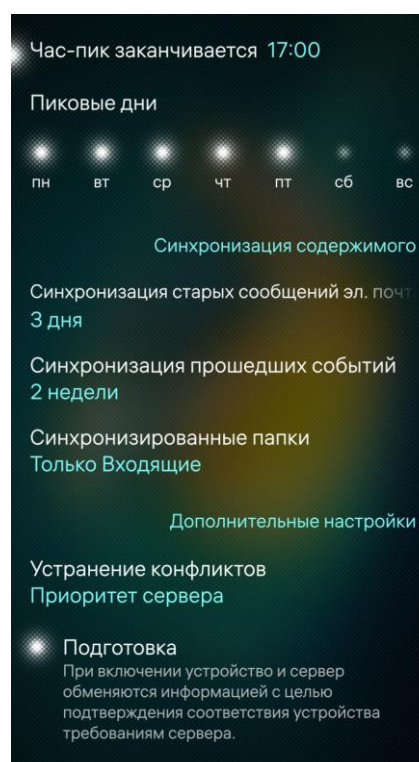 Час-пик заканчивается 17:00
Пиковые дни
пн вт ср чт пт сб вс
Синхронизация содержимого
Синхронизация старых сообщений эл. почт
3 дня
Синхронизация прошедших событий
2 недели
Синхронизированные папки
Только Входящие
Дополнительные настройки
Устранение конфликтов
Приоритет сервера
Подготовка
При включении устройство и сервер
обмениваются информацией с целью
подтверждения соответствия устройства
требованиям сервера.